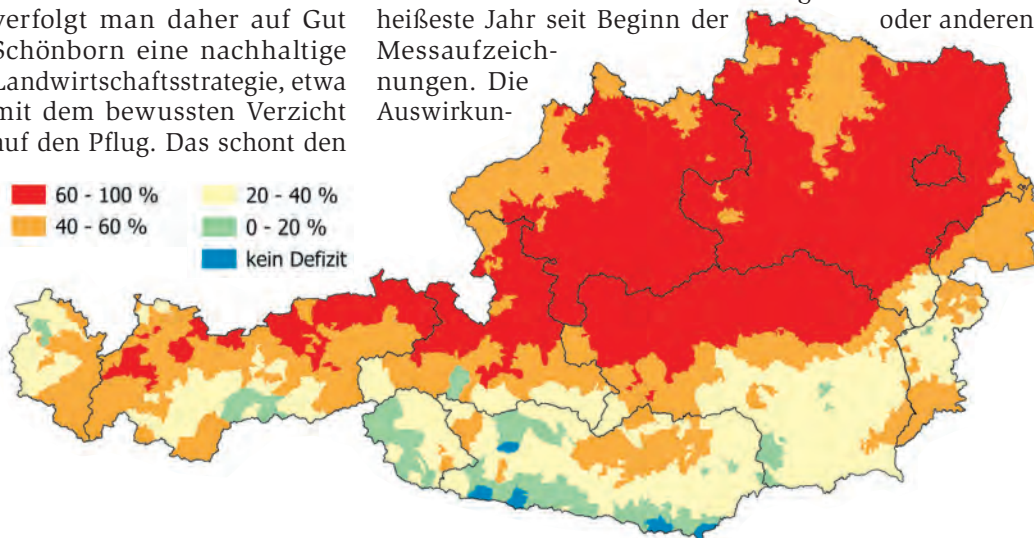 verfolgt man daher auf Gut
Schönborn eine nachhaltige
Landwirtschaftsstrategie, etwa
mit dem bewussten Verzicht
auf den Pflug. Das schont den
heißeste Jahr seit Beginn der
Messaufzeich-
nungen. Die
Auswirkun-
oder anderen
60 - 100 %
40 - 60 %
20 - 40 %
0 - 20 %
kein Defizit